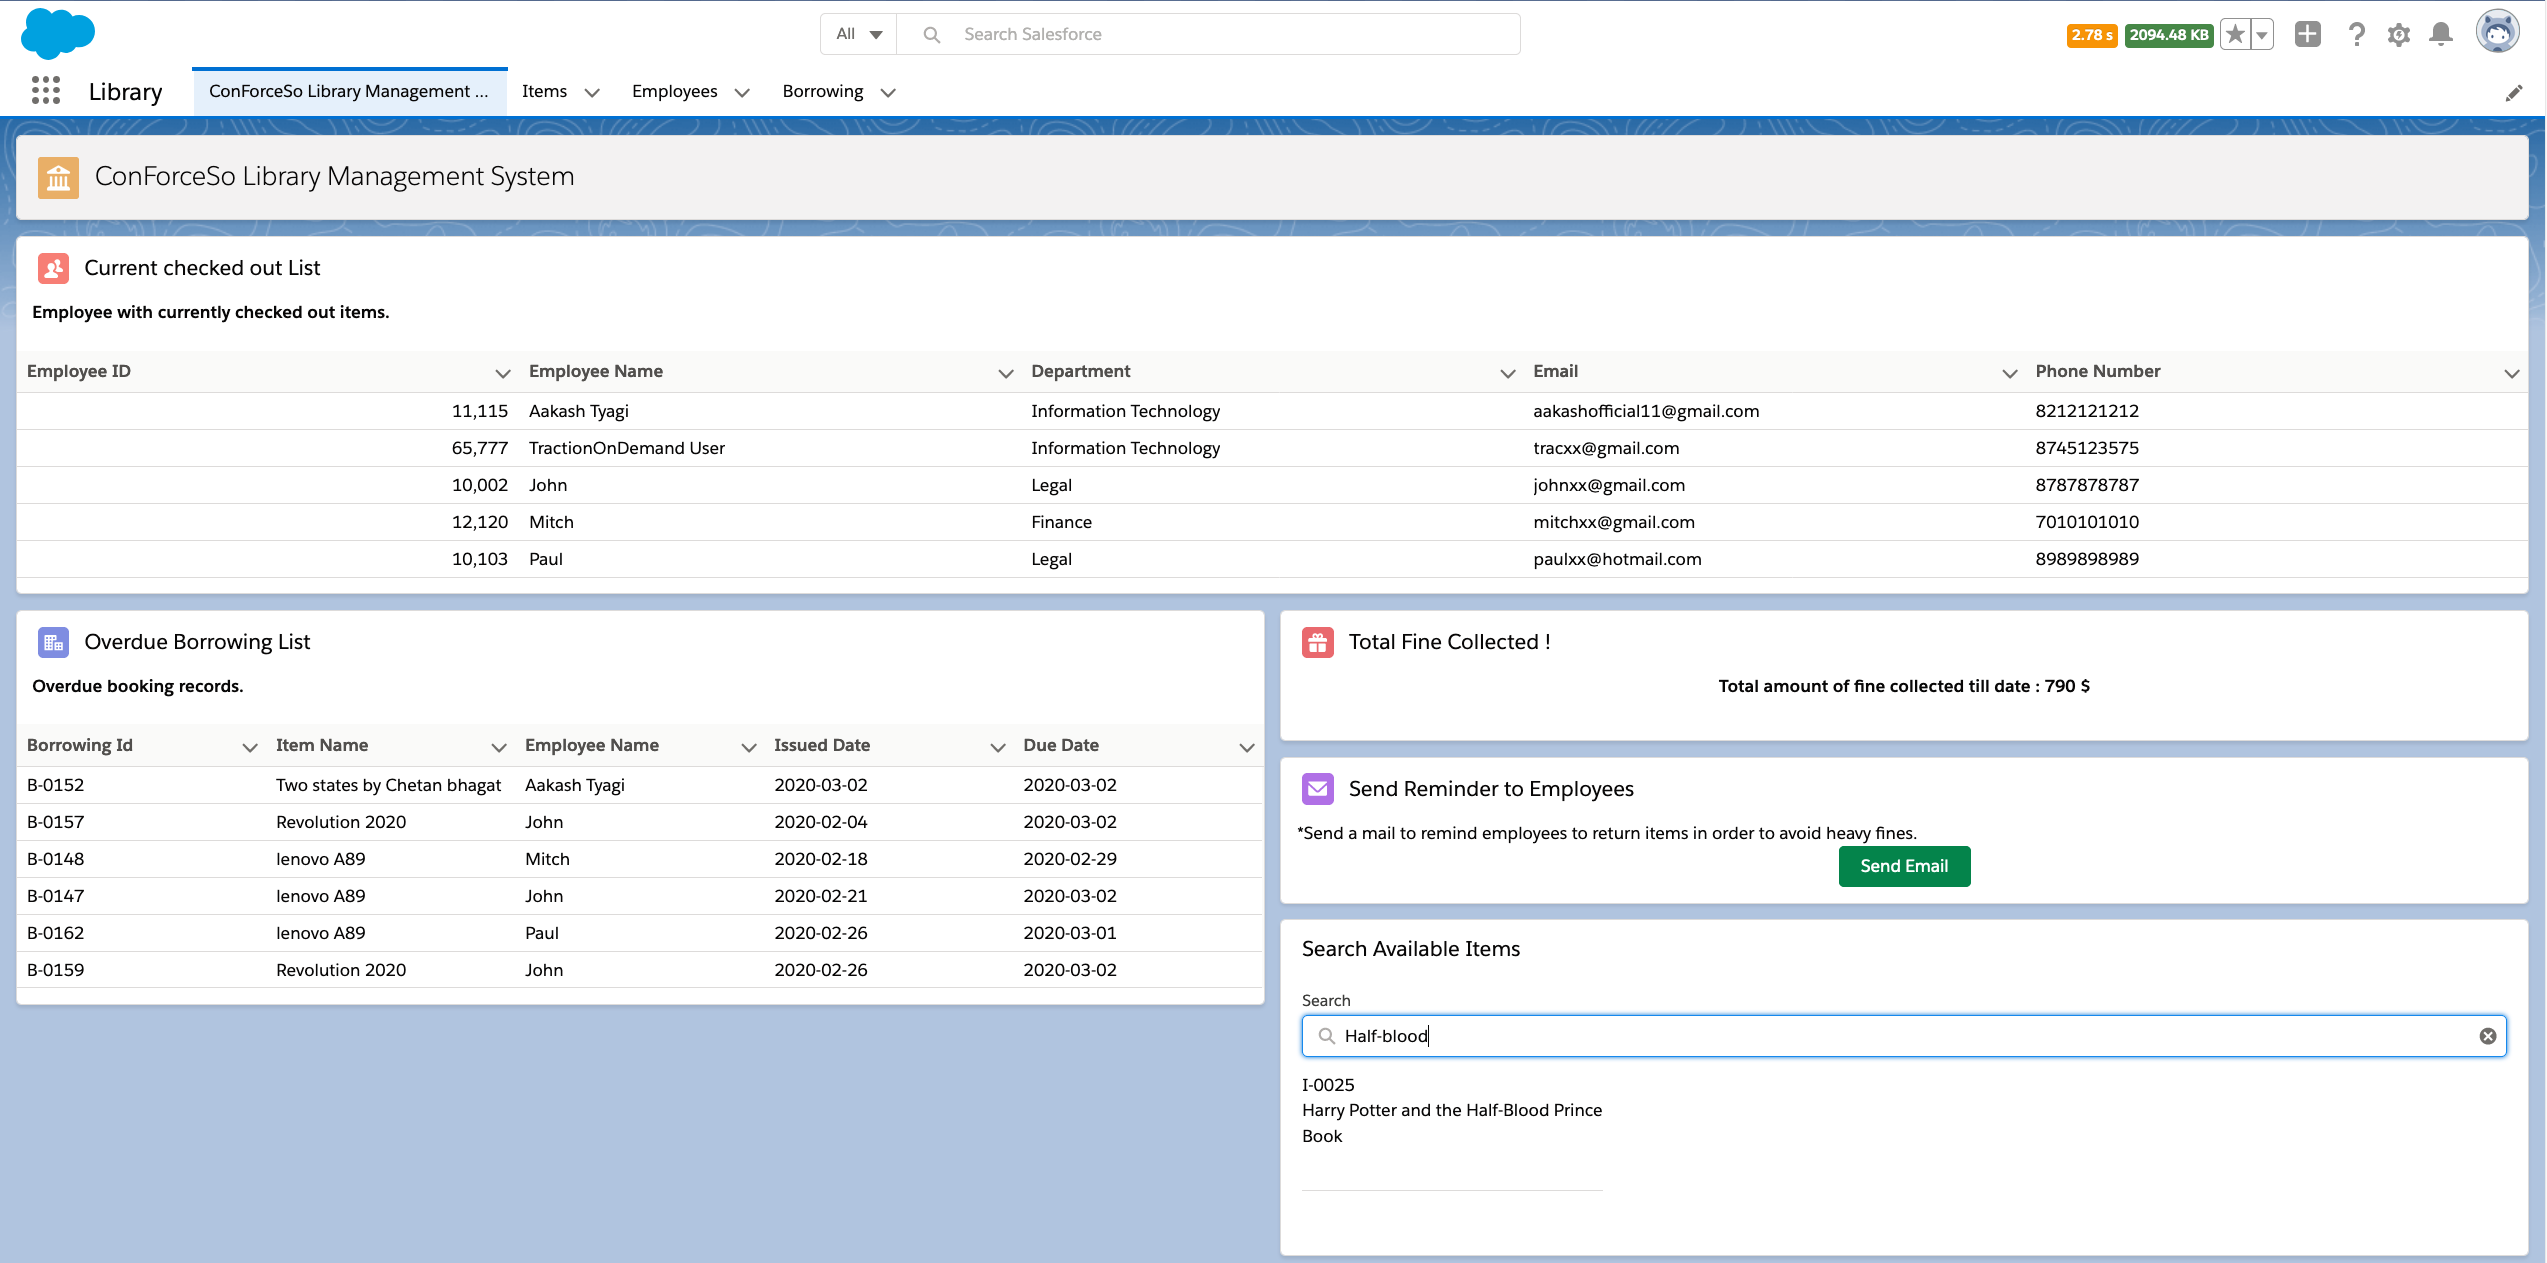 All Search Salesforce 2.78 s 2094.48 KB
Library ConForceSo Library Management ... Items Employees Borrowing
ConForceSo Library Management System
Current checked out List
Employee with currently checked out items.
Employee ID Employee Name Department Email Phone Number
11,115 Aakash Tyagi Information Technology aakashofficial11@gmail.com 8212121212
65,777 TractionOnDemand User Information Technology tracxx@gmail.com 8745123575
10,002 John Legal johnxx@gmail.com 8787878787
12,120 Mitch Finance mitchxx@gmail.com 7010101010
10,103 Paul Legal paulxx@hotmail.com 8989898989
Overdue Borrowing List
Overdue booking records.
Borrowing Id Item Name Employee Name Issued Date Due Date
B-0152 Two states by Chetan bhagat Aakash Tyagi 2020-03-02 2020-03-02
B-0157 Revolution 2020 John 2020-02-04 2020-03-02
B-0148 lenovo A89 Mitch 2020-02-18 2020-02-29
B-0147 lenovo A89 John 2020-02-21 2020-03-02
B-0162 lenovo A89 Paul 2020-02-26 2020-03-01
B-0159 Revolution 2020 John 2020-02-26 2020-03-02
Total Fine Collected !
Total amount of fine collected till date : 790 $
Send Reminder to Employees
*Send a mail to remind employees to return items in order to avoid heavy fines.
Send Email
Search Available Items
Search
Half-blood
I-0025
Harry Potter and the Half-Blood Prince
Book